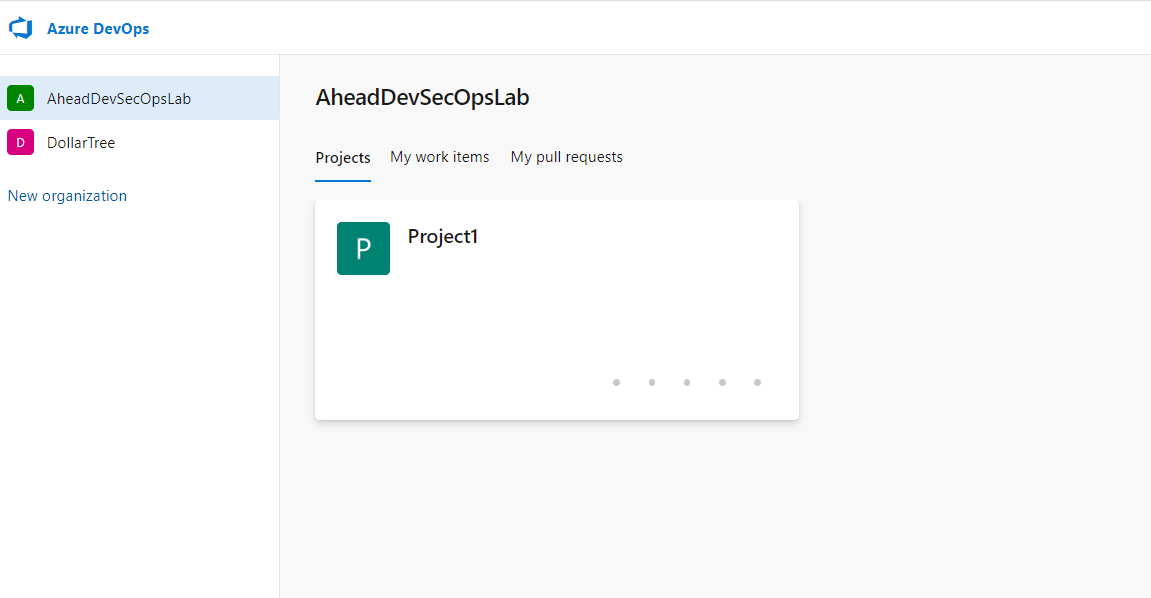 Azure DevOps
A AheadDevSecOpsLab
D DollarTree
New organization
AheadDevSecOpsLab
Projects My work items My pull requests
P Project1